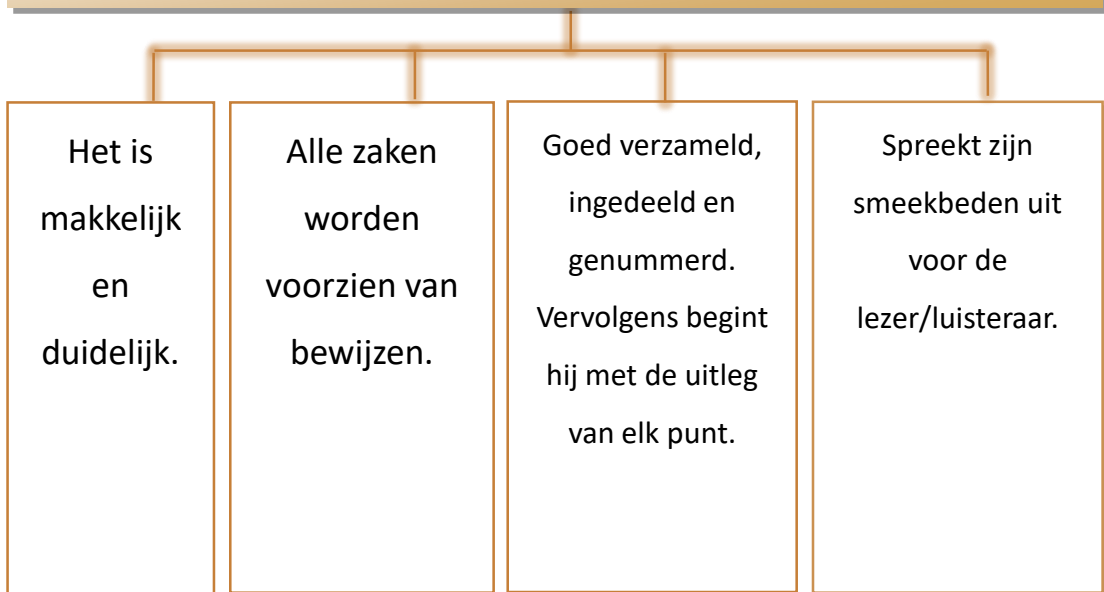 Het is
makkelijk
en
duidelijk.
Alle zaken
worden
voorzien van
bewijzen.
Goed verzameld,
ingedeeld en
genummerd.
Vervolgens begint
hij met de uitleg
van elk punt.
Spreekt zijn
smeekbeden uit
voor de
lezer/luisteraar.